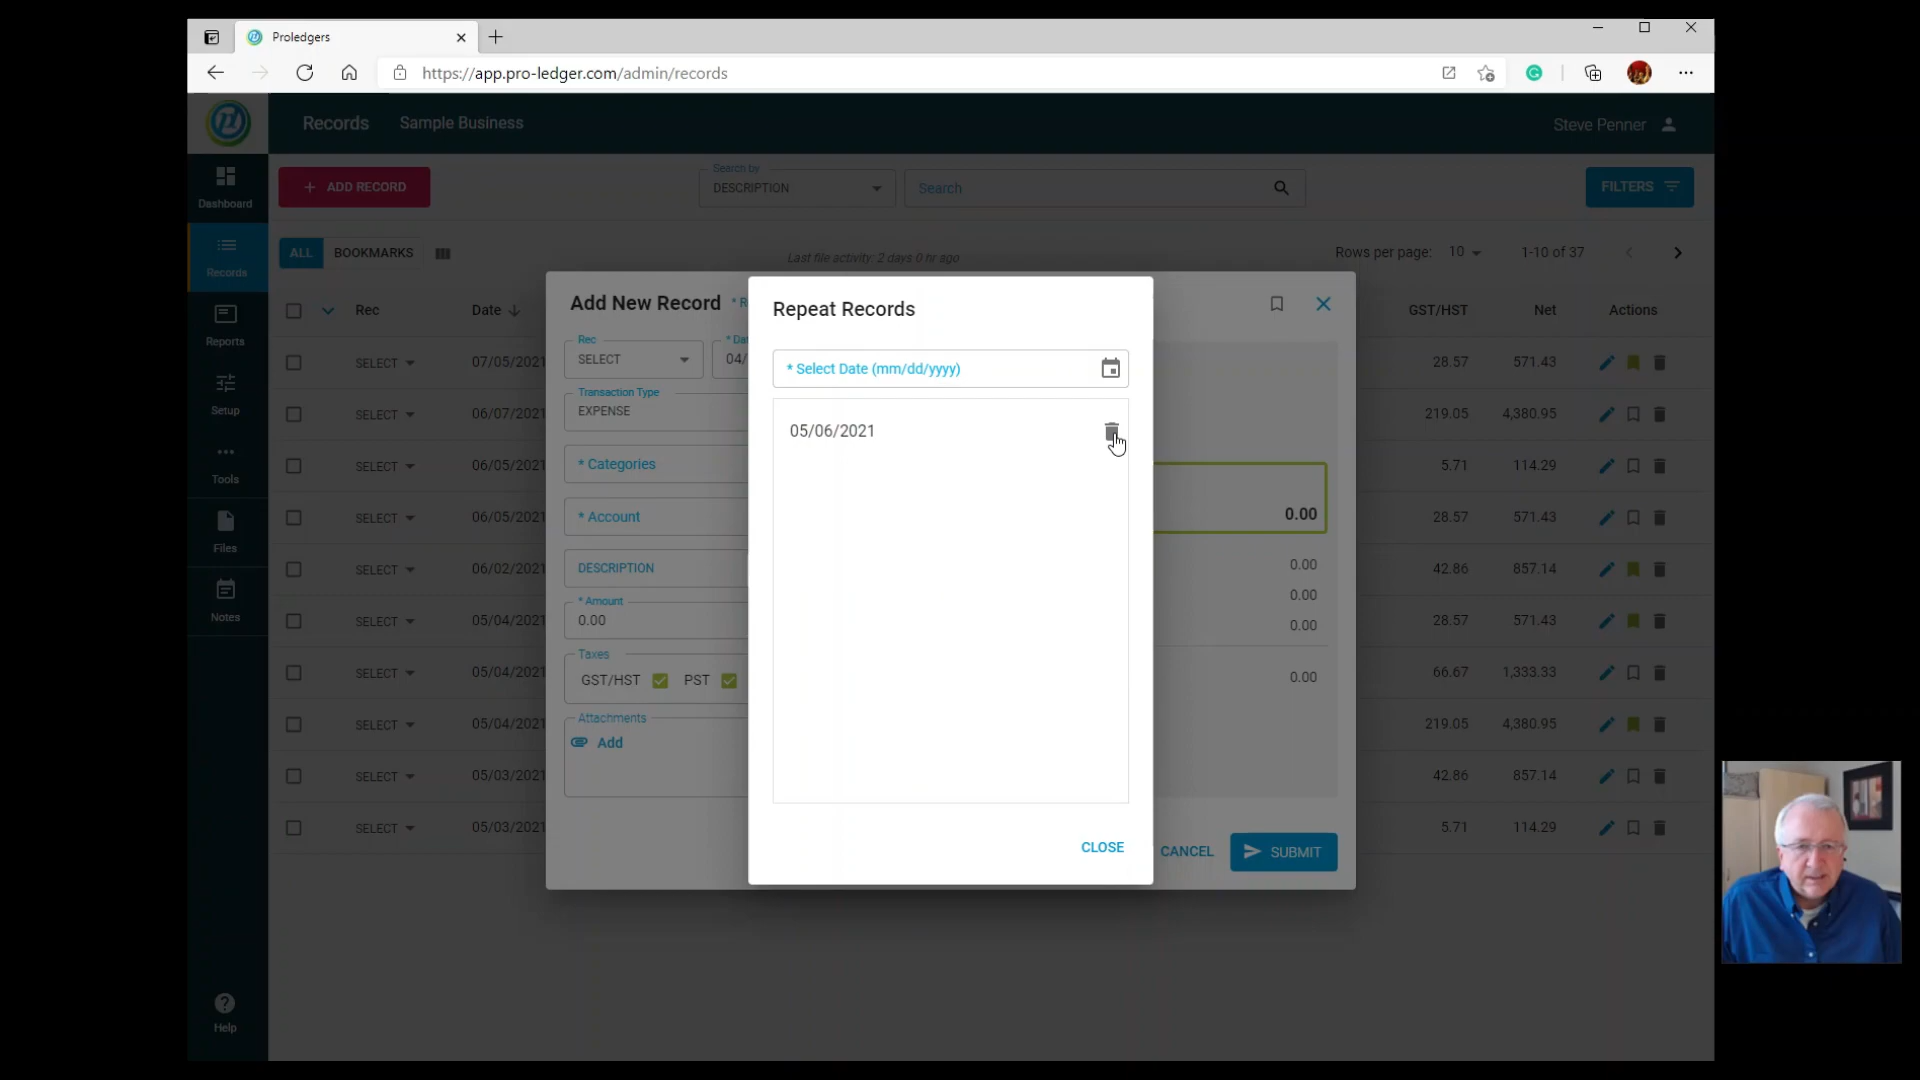 Proledgers
https://app.pro-ledger.com/admin/records
Records Sample Business Steve Penner
Dashboard
Records
Reports
Setup
Tools
Files
Notes
Help
+ ADD RECORD
Search by
DESCRIPTION
Search
FILTERS
ALL BOOKMARKS
Last file activity: 2 days 0 hr ago
Rows per page: 10 1-10 of 37
Rec Date GST/HST Net Actions
SELECT 07/05/2021 28.57 571.43
SELECT 06/07/2021 219.05 4,380.95
SELECT 06/05/2021 5.71 114.29
SELECT 06/05/2021 28.57 571.43
SELECT 06/02/2021 42.86 857.14
SELECT 05/04/2021 28.57 571.43
SELECT 05/04/2021 66.67 1,333.33
SELECT 05/04/2021 219.05 4,380.95
SELECT 05/03/2021 42.86 857.14
SELECT 05/03/2021 5.71 114.29
Add New Record * R
Rec
SELECT
* Da
04/
Transaction Type
EXPENSE
* Categories
* Account
DESCRIPTION
* Amount
0.00
Taxes
GST/HST PST
Attachments
Add
0.00
0.00
0.00
0.00
0.00
CANCEL SUBMIT
Repeat Records
* Select Date (mm/dd/yyyy)
05/06/2021
CLOSE